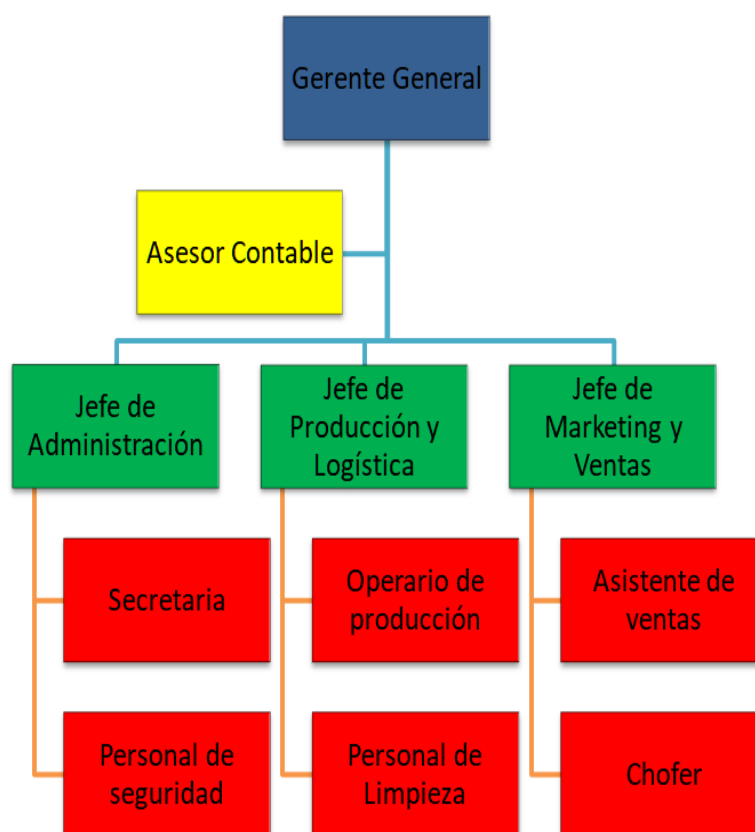 Gerente General
Asesor Contable
Jefe de
Administración
Jefe de
Producción y
Logística
Jefe de
Marketing y
Ventas
Secretaria
Operario de
producción
Asistente de
ventas
Personal de
seguridad
Personal de
Limpieza
Chofer